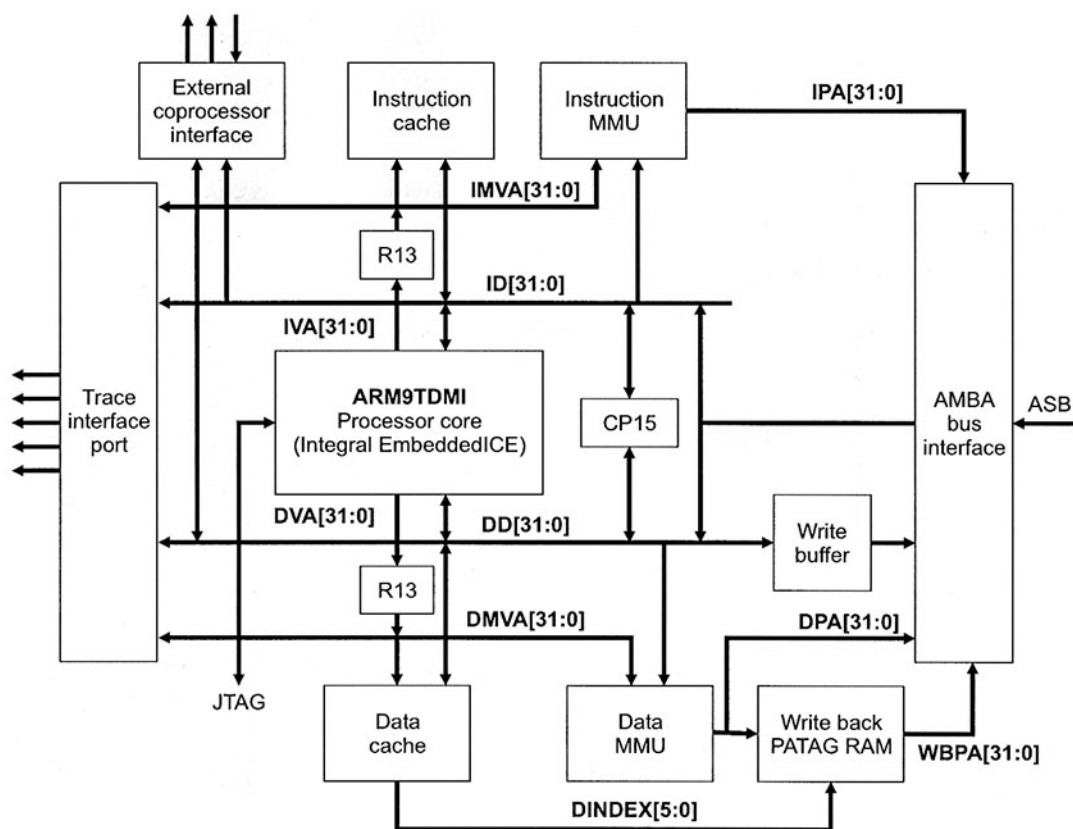 External
coprocessor
interface
Instruction
cache
Instruction
MMU
IPA[31:0]
IMVA[31:0]
R13
ID[31:0]
IVA[31:0]
Trace
interface
port
ARM9TDMI
Processor core
(Integral EmbeddedICE)
CP15
AMBA
bus
interface
ASB
DVA[31:0]
DD[31:0]
Write
buffer
R13
DMVA[31:0]
DPA[31:0]
JTAG
Data
cache
Data
MMU
Write back
PATAG RAM
WBPA[31:0]
DINDEX[5:0]